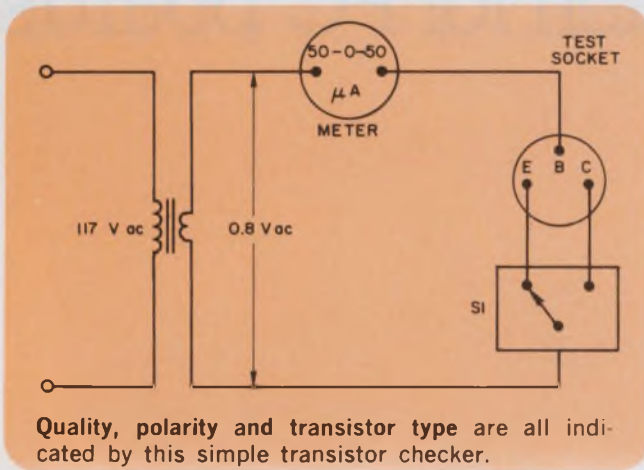 50-0-50
μA
METER
TEST
SOCKET
E B C
117 V ac
0.8 V ac
S1
Quality, polarity and transistor type are all indi-
cated by this simple transistor checker.